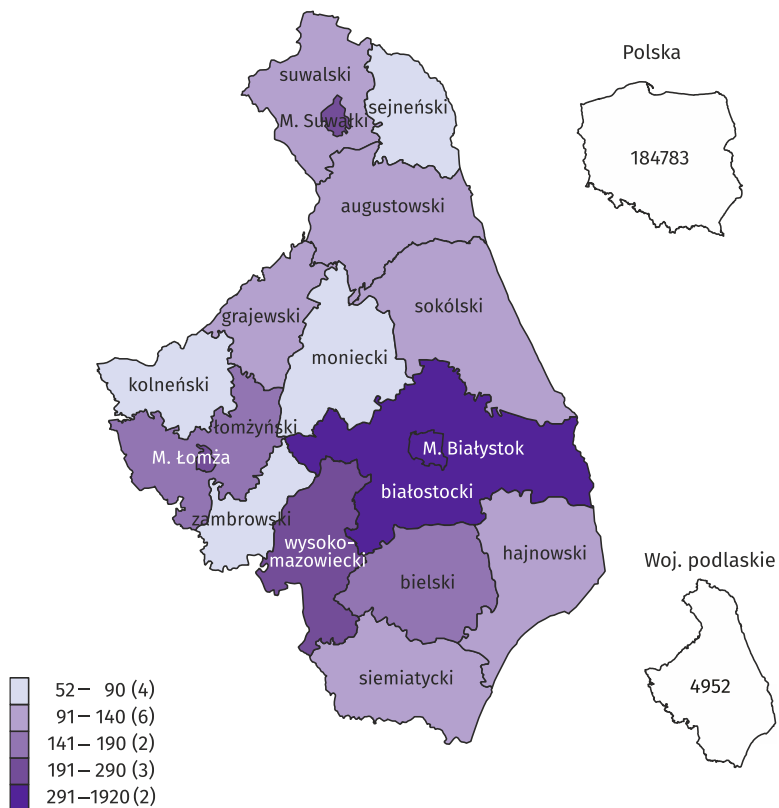 Polska
184783
suwalski
sejneński
M. Suwałki
augustowski
sokólski
grajewski
moniecki
kolneński
łomżyński
M. Łomża
M. Białystok
białostocki
zambrowski
wysoko-
mazowiecki
hajnowski
bielski
siemiatycki
Woj. podlaskie
4952
52 – 90 (4)
91 – 140 (6)
141 – 190 (2)
191 – 290 (3)
291 –1920 (2)